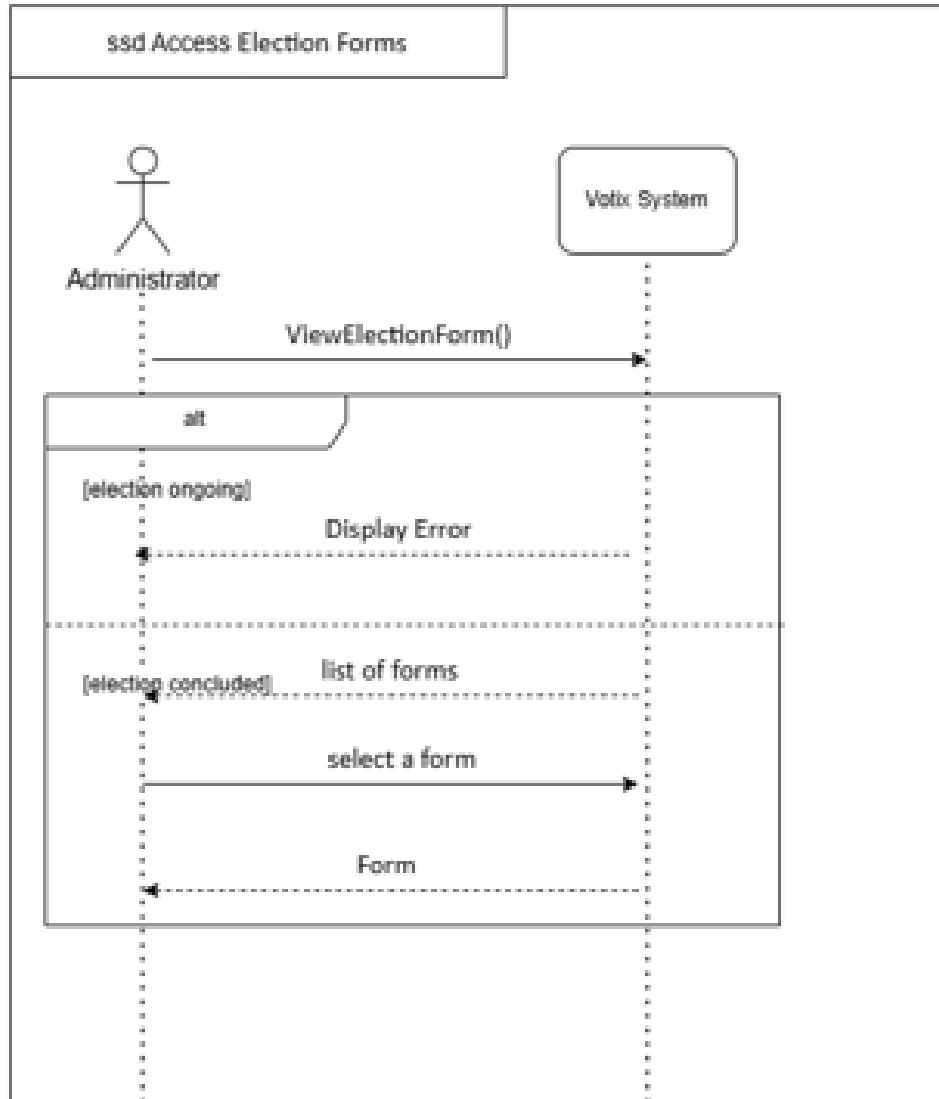 ssd Access Election Forms
Votix System
Administrator
ViewElectionForm()
alt
[election ongoing]
Display Error
list of forms
[election concluded]
select a form
Form